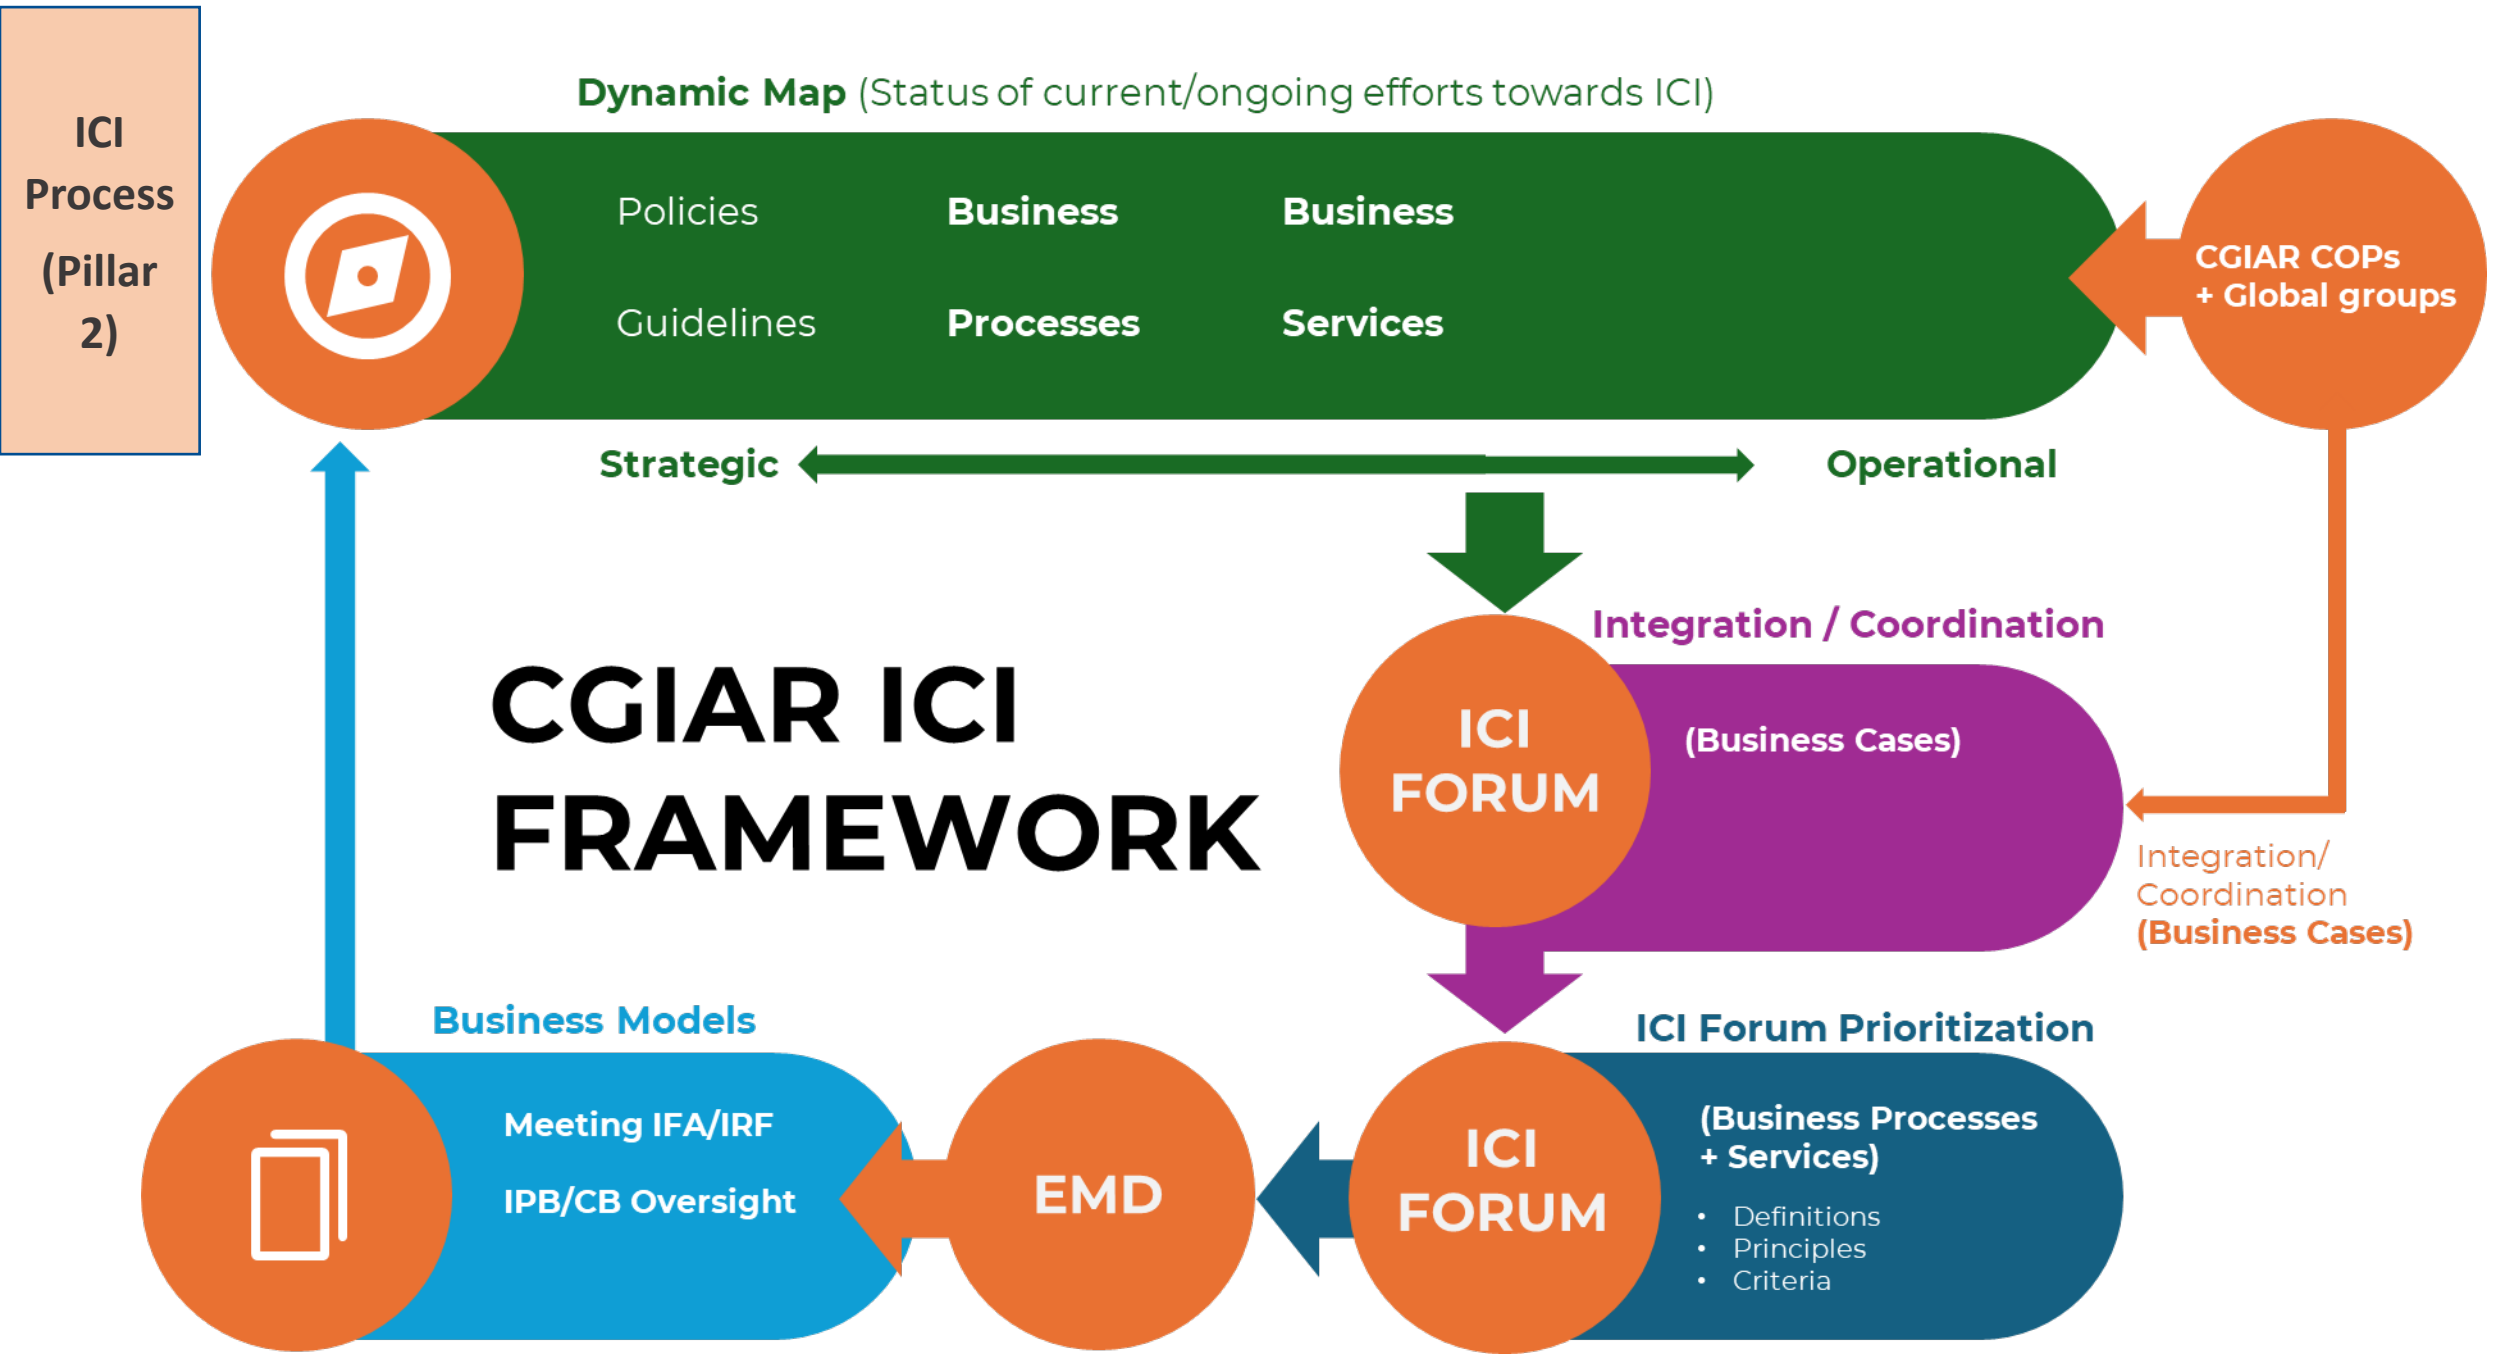 ICI
Process
(Pillar
2)
Dynamic Map (Status of current/ongoing efforts towards ICI)
Policies
Guidelines
Business
Processes
Business
Services
CGIAR COPs
+ Global groups
Strategic
Operational
CGIAR ICI
FRAMEWORK
Integration / Coordination
ICI
FORUM
(Business Cases)
Integration/
Coordination
(Business Cases)
ICI Forum Prioritization
ICI
FORUM
(Business Processes
+ Services)
• Definitions
• Principles
• Criteria
EMD
Business Models
Meeting IFA/IRF
IPB/CB Oversight